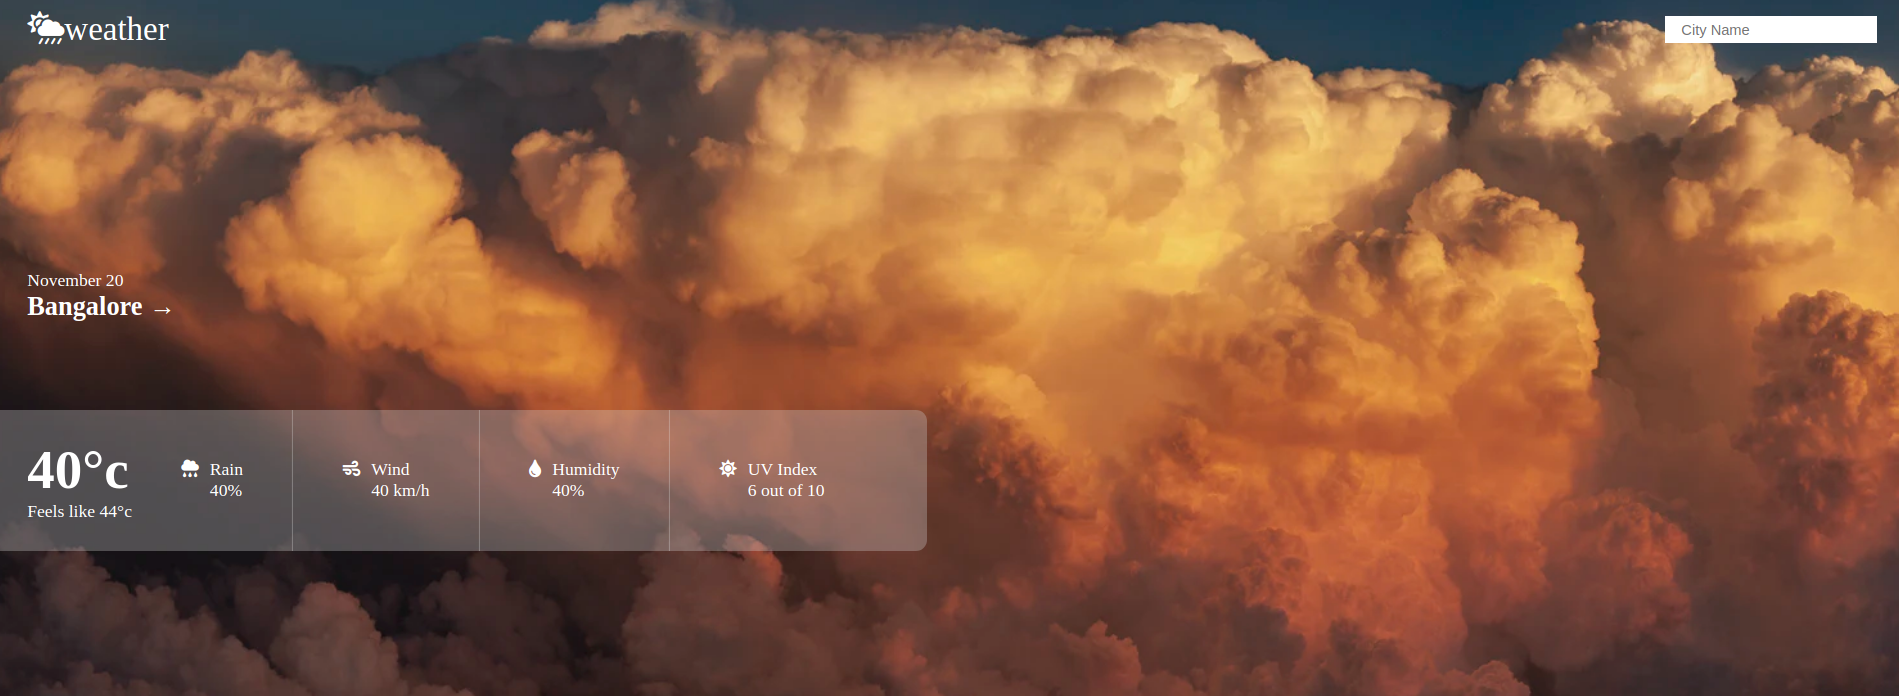 weather
City Name
November 20
Bangalore →
40°c
Feels like 44°c
Rain
40%
Wind
40 km/h
Humidity
40%
UV Index
6 out of 10